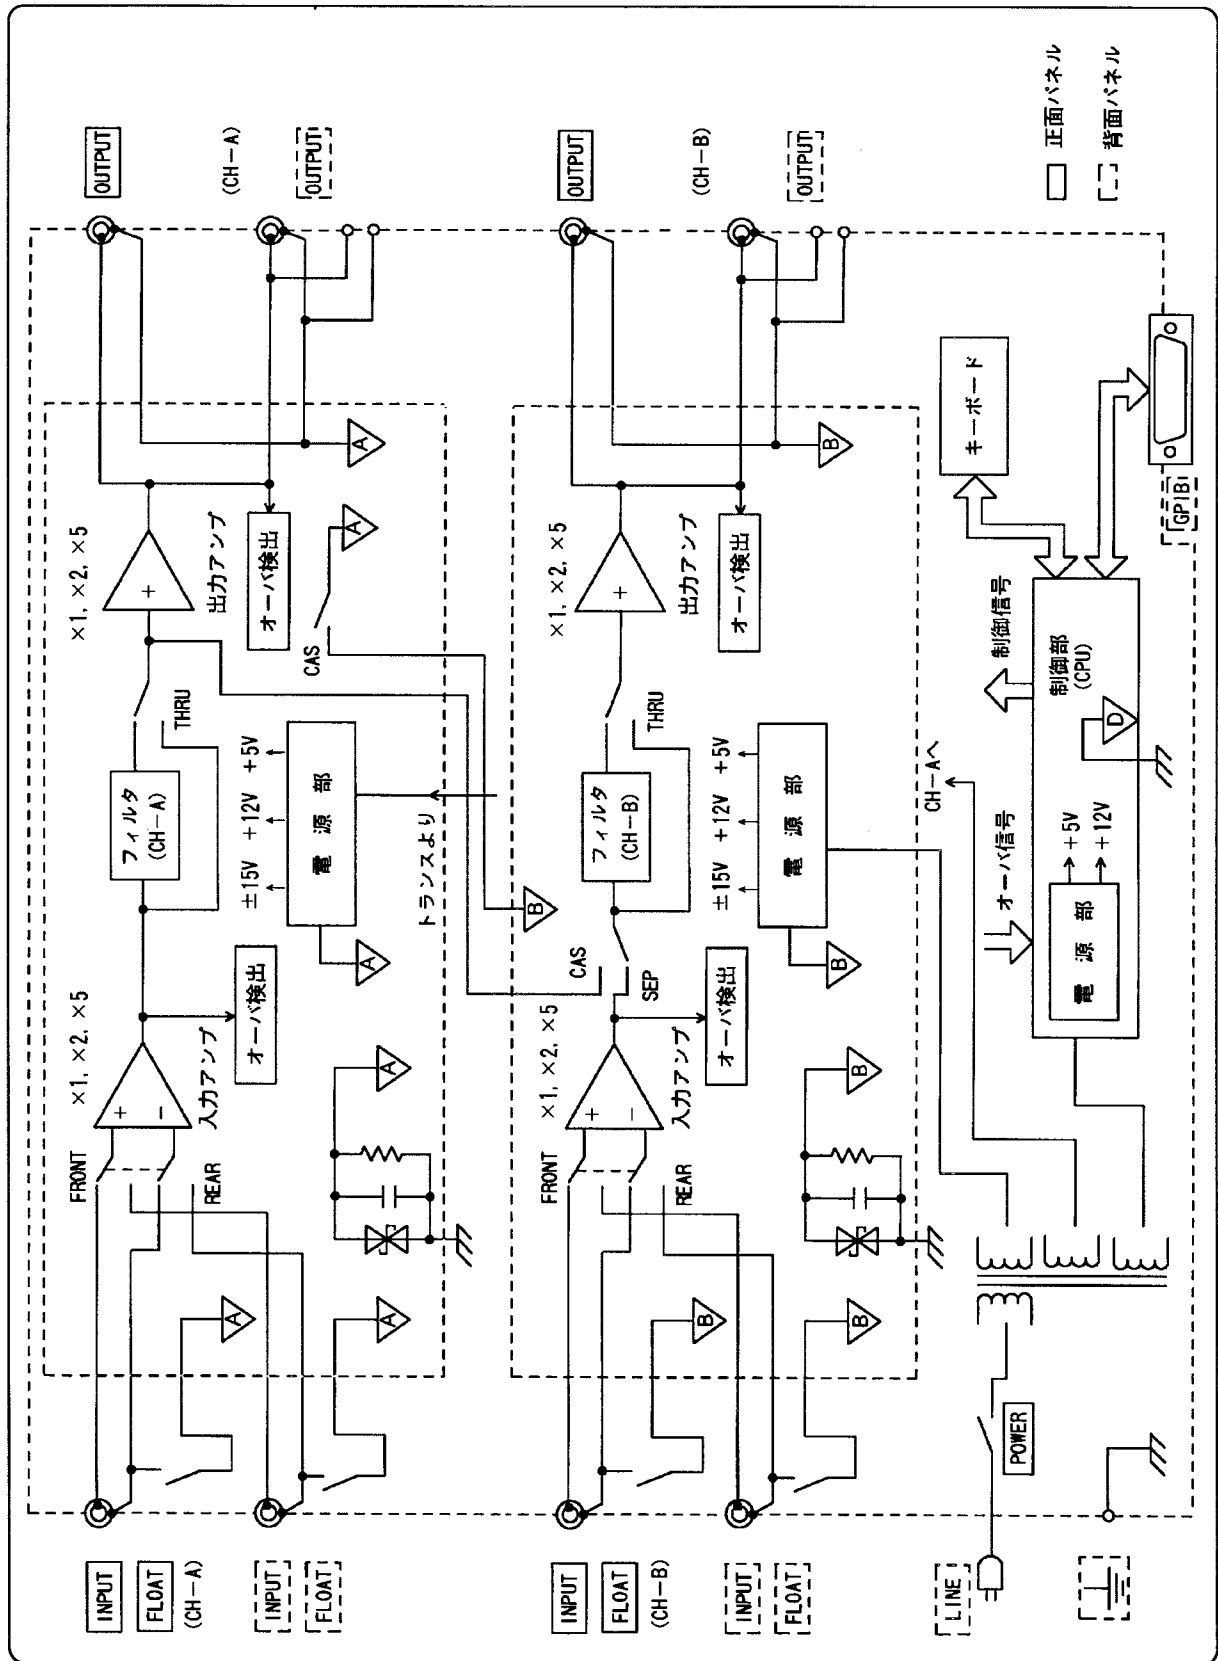 INPUT
FLOAT
(CH-A)
INPUT
FLOAT
FRONT
REAR
+
−
×1, ×2, ×5
入力アンプ
オーバ検出
フィルタ
(CH-A)
THRU
±15V +12V +5V
電源部
トランスより
A
A
A
A
×1, ×2, ×5
+
出力アンプ
オーバ検出
CAS
A
A
B
OUTPUT
(CH-A)
OUTPUT
INPUT
FLOAT
(CH-B)
INPUT
FLOAT
FRONT
REAR
+
−
×1, ×2, ×5
入力アンプ
オーバ検出
CAS
SEP
フィルタ
(CH-B)
THRU
±15V +12V +5V
電源部
B
B
B
B
×1, ×2, ×5
+
出力アンプ
オーバ検出
B
OUTPUT
(CH-B)
OUTPUT
LINE
POWER
CH-Aへ
オーバ信号
制御信号
電源部
+5V
+12V
制御部
(CPU)
D
キーボード
GPIB
正面パネル
背面パネル